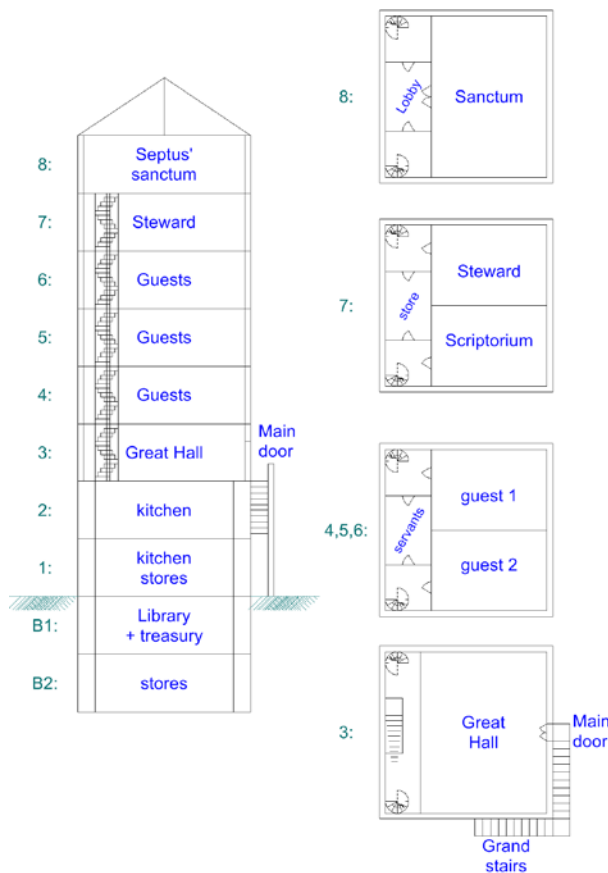 8:
Septus'
sanctum
7:
Steward
6:
Guests
5:
Guests
4:
Guests
3:
Great Hall
Main
door
2:
kitchen
1:
kitchen
stores
B1:
Library
+ treasury
B2:
stores
8:
Lobby
Sanctum
7:
store
Steward
Scriptorium
4,5,6:
servants
guest 1
guest 2
3:
Great
Hall
Main
door
Grand
stairs